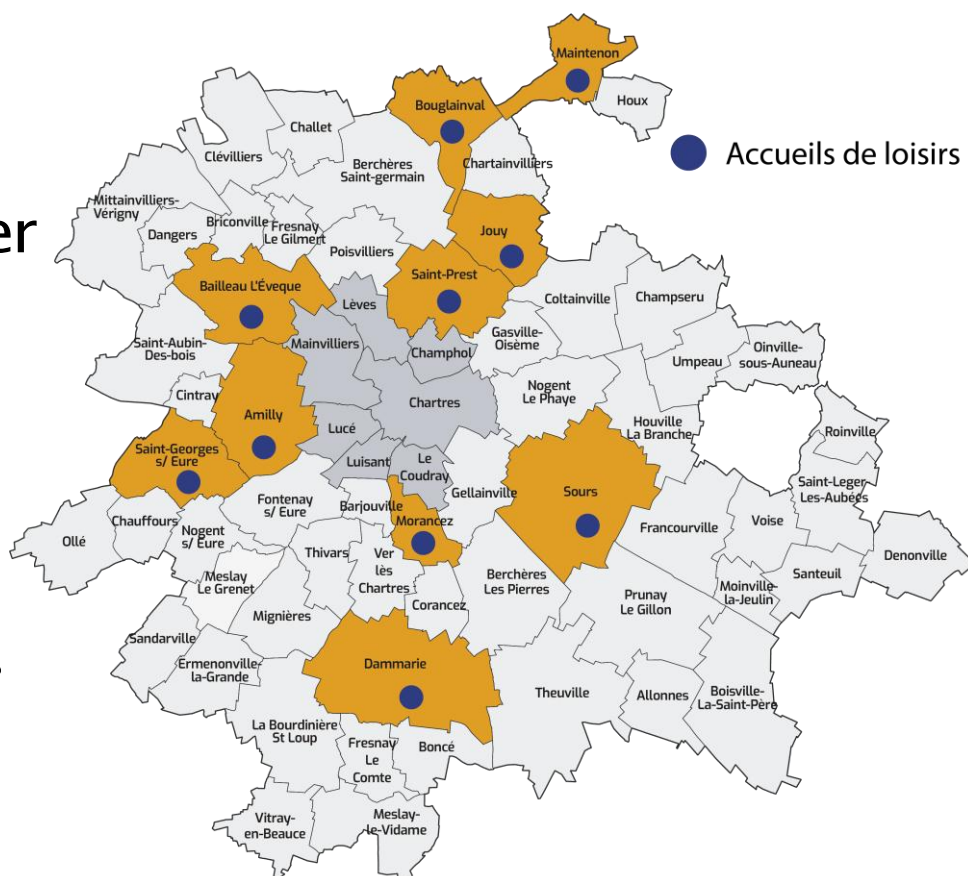 Maintenon
Houx
Bouglainval
Accueils de loisirs
Challet
Clévilliers
Berchères
Saint-germain
Chartainvilliers
Mittainvilliers-
Vérigny
er
Dangers
Briconville
Fresnay
Le Gilmert
Poisvilliers
Jouy
Saint-Prest
Bailleau L'Éveque
Lèves
Coltainville
Champseru
Saint-Aubin-
Des-bois
Mainvilliers
Champhol
Gasville-
Oisème
Umpeau
Oinville-
sous-Auneau
Cintray
Amilly
Chartres
Nogent
Le Phaye
Houville
La Branche
Lucé
Roinville
Saint-Georges
s/ Eure
Luisant
Le
Coudray
Gellainville
Sours
Saint-Leger
Les-Aubées
Ollé
Chauffours
Nogent
s/ Eure
Fontenay
s/ Eure
Barjouville
Morancez
Francourville
Voise
Denonville
Meslay
Le Grenet
Thivars
Ver
lès
Chartres
Corancez
Berchères
Les Pierres
Prunay
Le Gillon
Moinville-
la-Jeulin
Santeuil
Mignières
Sandarville
Ermenonville-
la-Grande
Dammarie
Theuville
Allonnes
Boisville-
La-Saint-Père
La Bourdinière
St Loup
Fresnay
Le
Comte
Boncé
Vitray-
en-Beauce
Meslay-
le-Vidame